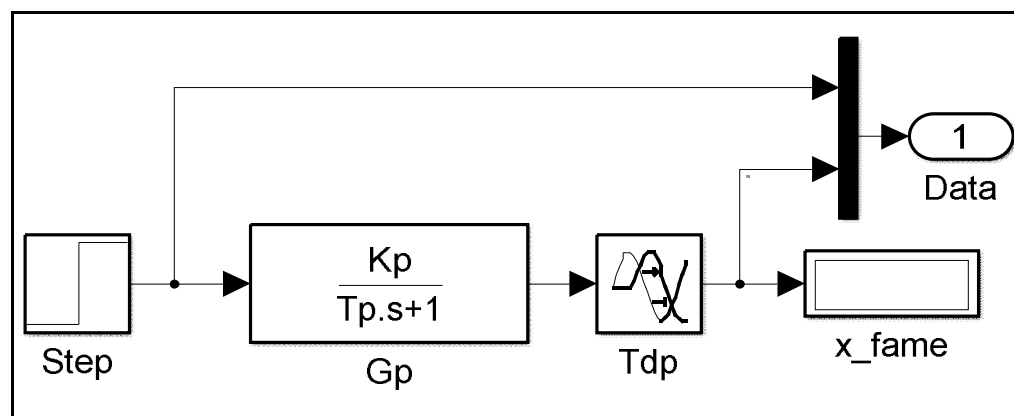 1
Data
Kp
Tp.s+1
Step
Gp
Tdp
x_fame